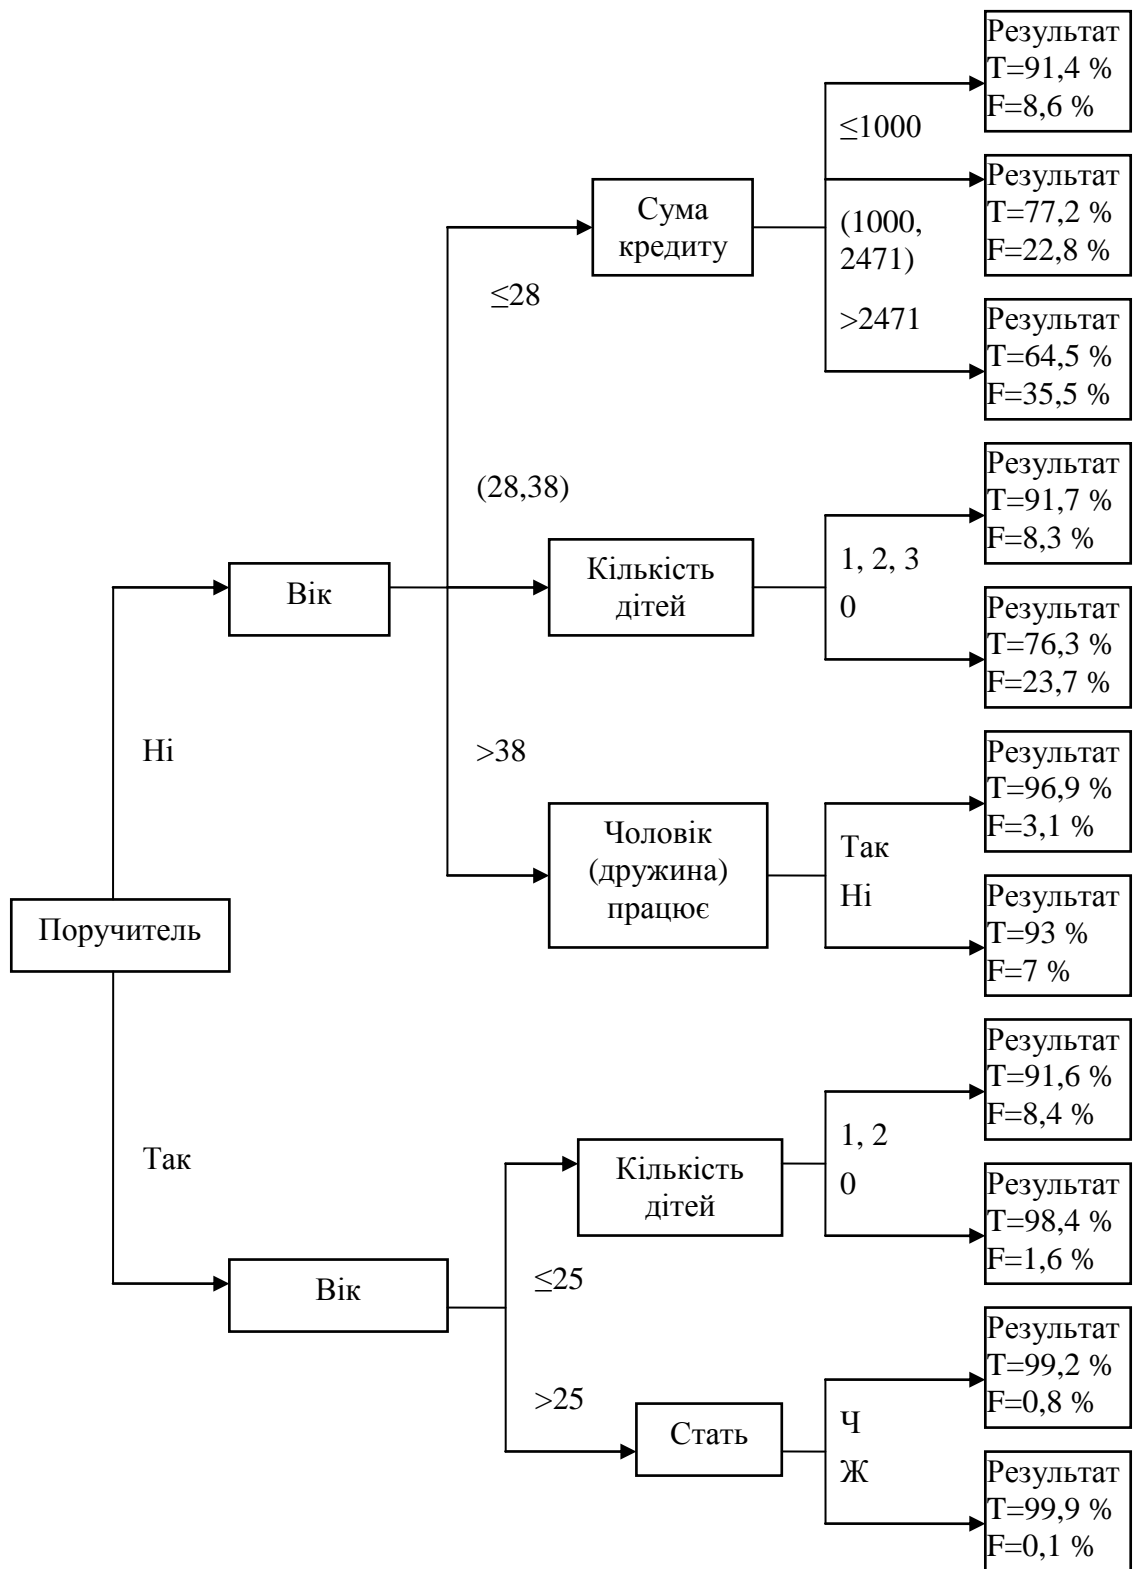 Результат
T=91,4 %
F=8,6 %
≤1000
Результат
T=77,2 %
F=22,8 %
Сума
кредиту
(1000,
2471)
≤28
>2471
Результат
T=64,5 %
F=35,5 %
(28,38)
Результат
T=91,7 %
F=8,3 %
Вік
Кількість
дітей
1, 2, 3
0
Результат
T=76,3 %
F=23,7 %
Ні
>38
Результат
T=96,9 %
F=3,1 %
Чоловік
(дружина)
працює
Так
Ні
Поручитель
Результат
T=93 %
F=7 %
Результат
T=91,6 %
F=8,4 %
Так
Кількість
дітей
1, 2
0
Результат
T=98,4 %
F=1,6 %
Вік
≤25
Результат
T=99,2 %
F=0,8 %
>25
Стать
Ч
Ж
Результат
T=99,9 %
F=0,1 %